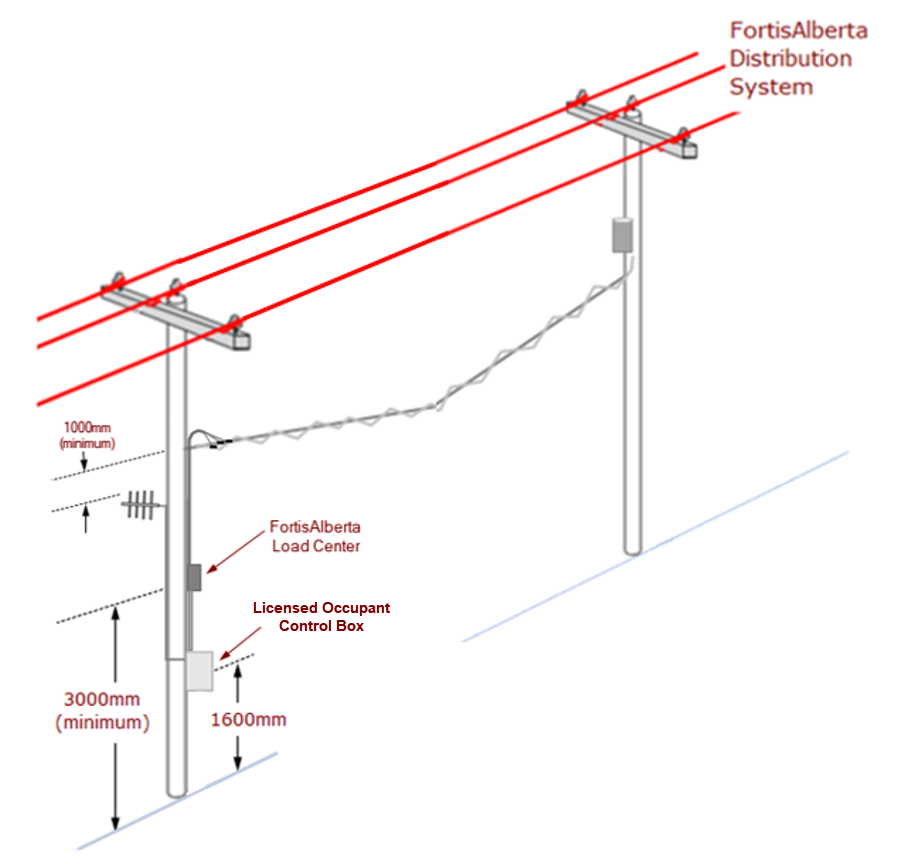 FortisAlberta
Distribution
System
1000mm
(minimum)
FortisAlberta
Load Center
Licensed Occupant
Control Box
3000mm
(minimum)
1600mm